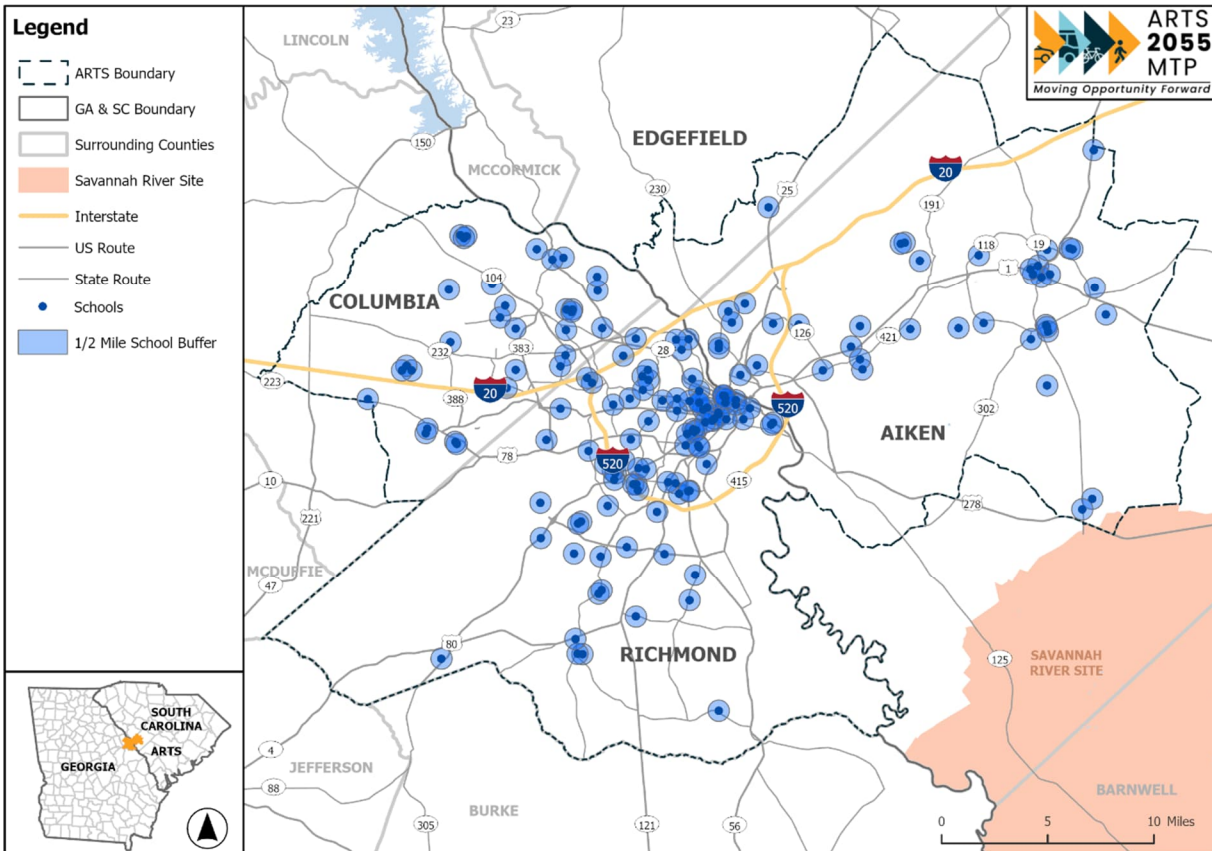 Legend
ARTS Boundary
GA & SC Boundary
Surrounding Counties
Savannah River Site
Interstate
US Route
State Route
Schools
1/2 Mile School Buffer
SOUTH
CAROLINA
ARTS
GEORGIA
ARTS
2055
MTP
Moving Opportunity Forward
23
LINCOLN
150
EDGEFIELD
MCCORMICK
230
25
20
191
118
19
1
104
COLUMBIA
126
421
232
383
28
223
20
388
520
302
AIKEN
78
520
415
10
278
221
MCDUFFIE
47
80
RICHMOND
125
SAVANNAH
RIVER SITE
4
JEFFERSON
88
BURKE
BARNWELL
305
121
56
0
5
10 Miles